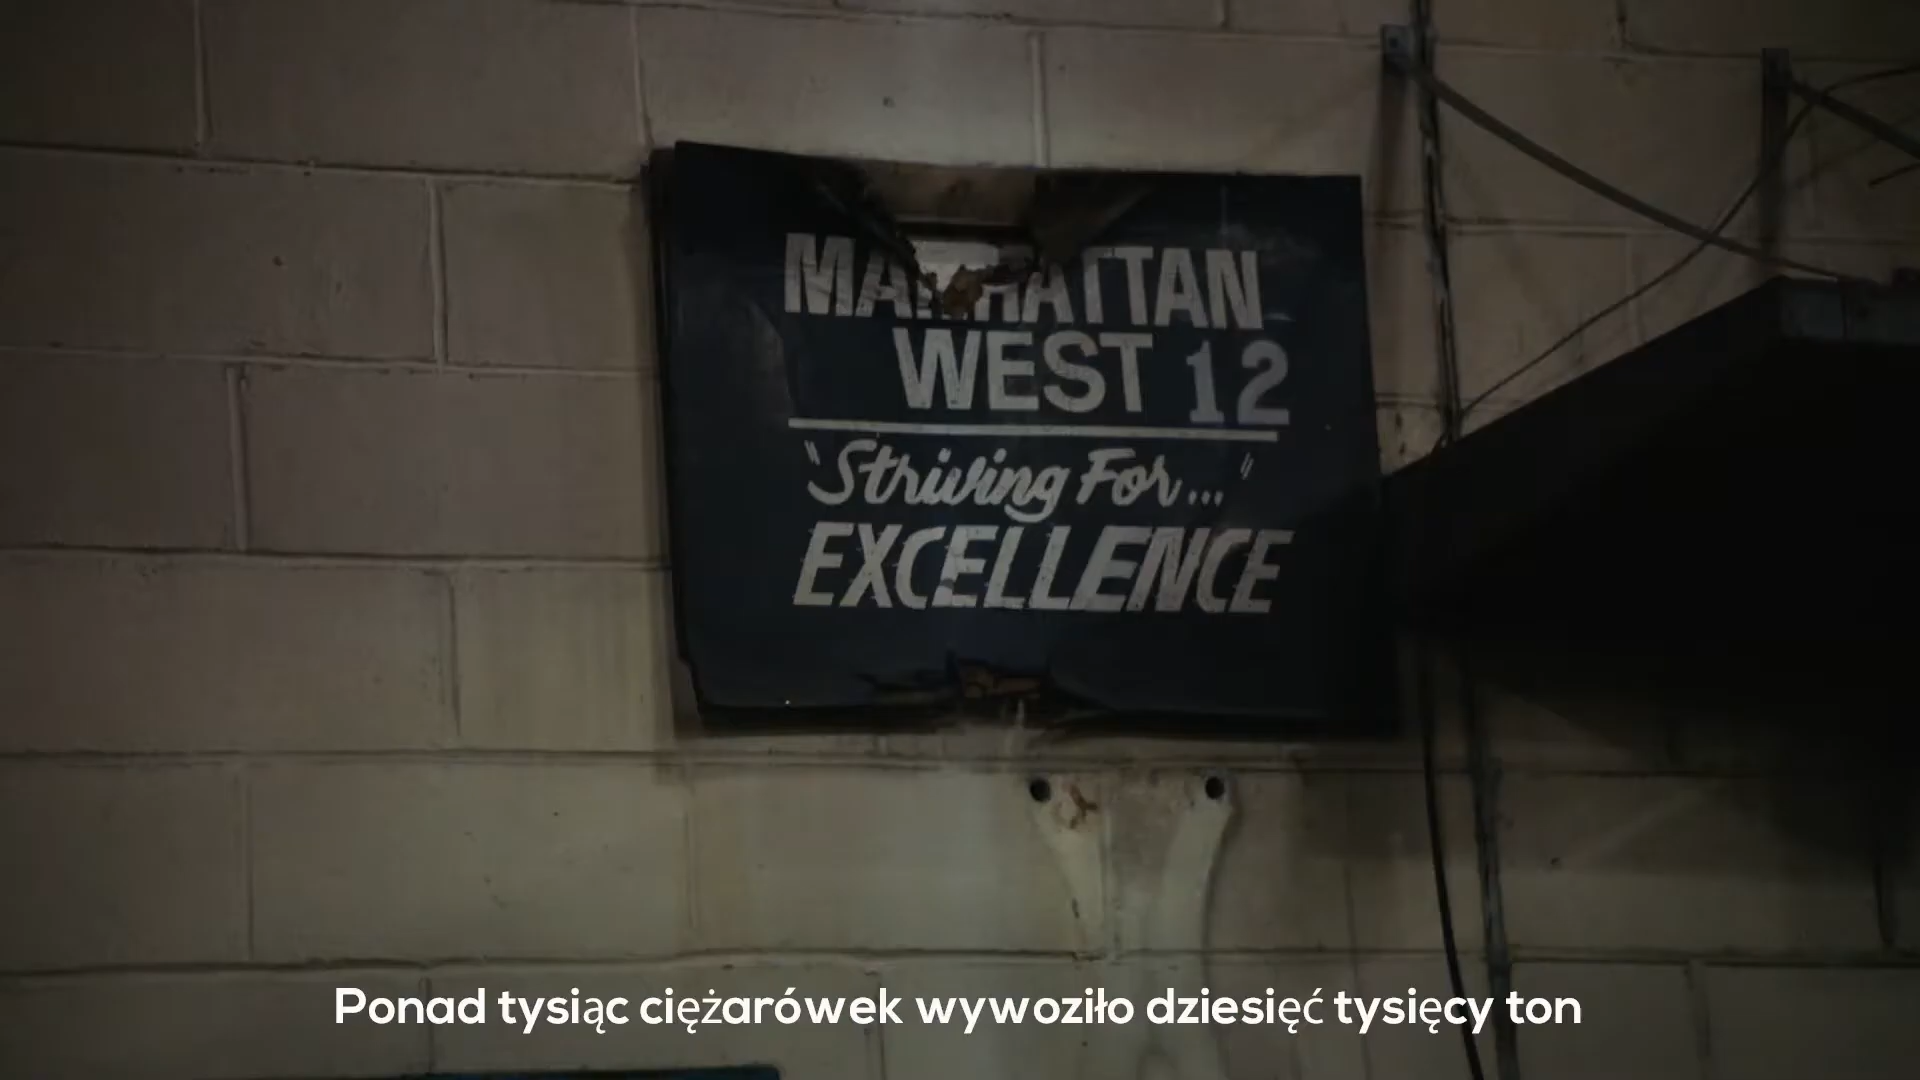 MANHATTAN
WEST 12
"Striving For..."
EXCELLENCE
Ponad tysiąc ciężarówek wywoziło dziesięć tysięcy ton